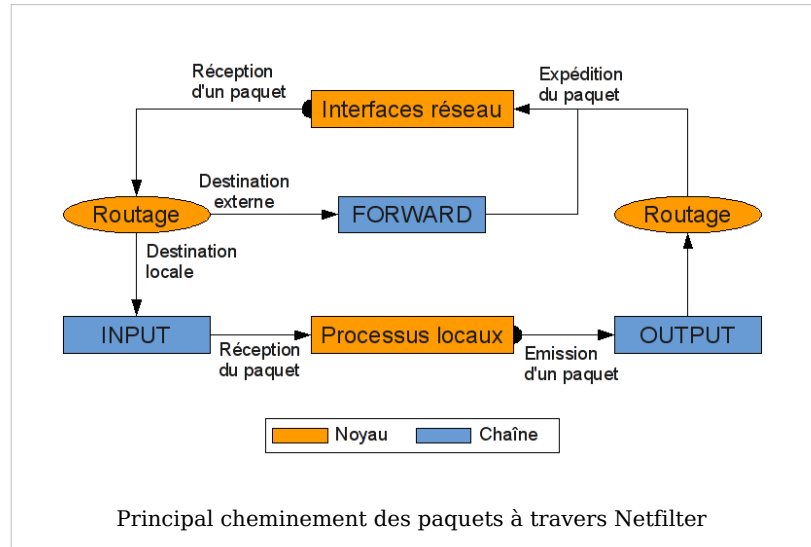 Réception
d'un paquet
Interfaces réseau
Expédition
du paquet
Routage
Destination
externe
FORWARD
Routage
Destination
locale
INPUT
Réception
du paquet
Processus locaux
Emission
d'un paquet
OUTPUT
Noyau
Chaîne
Principal cheminement des paquets à travers Netfilter